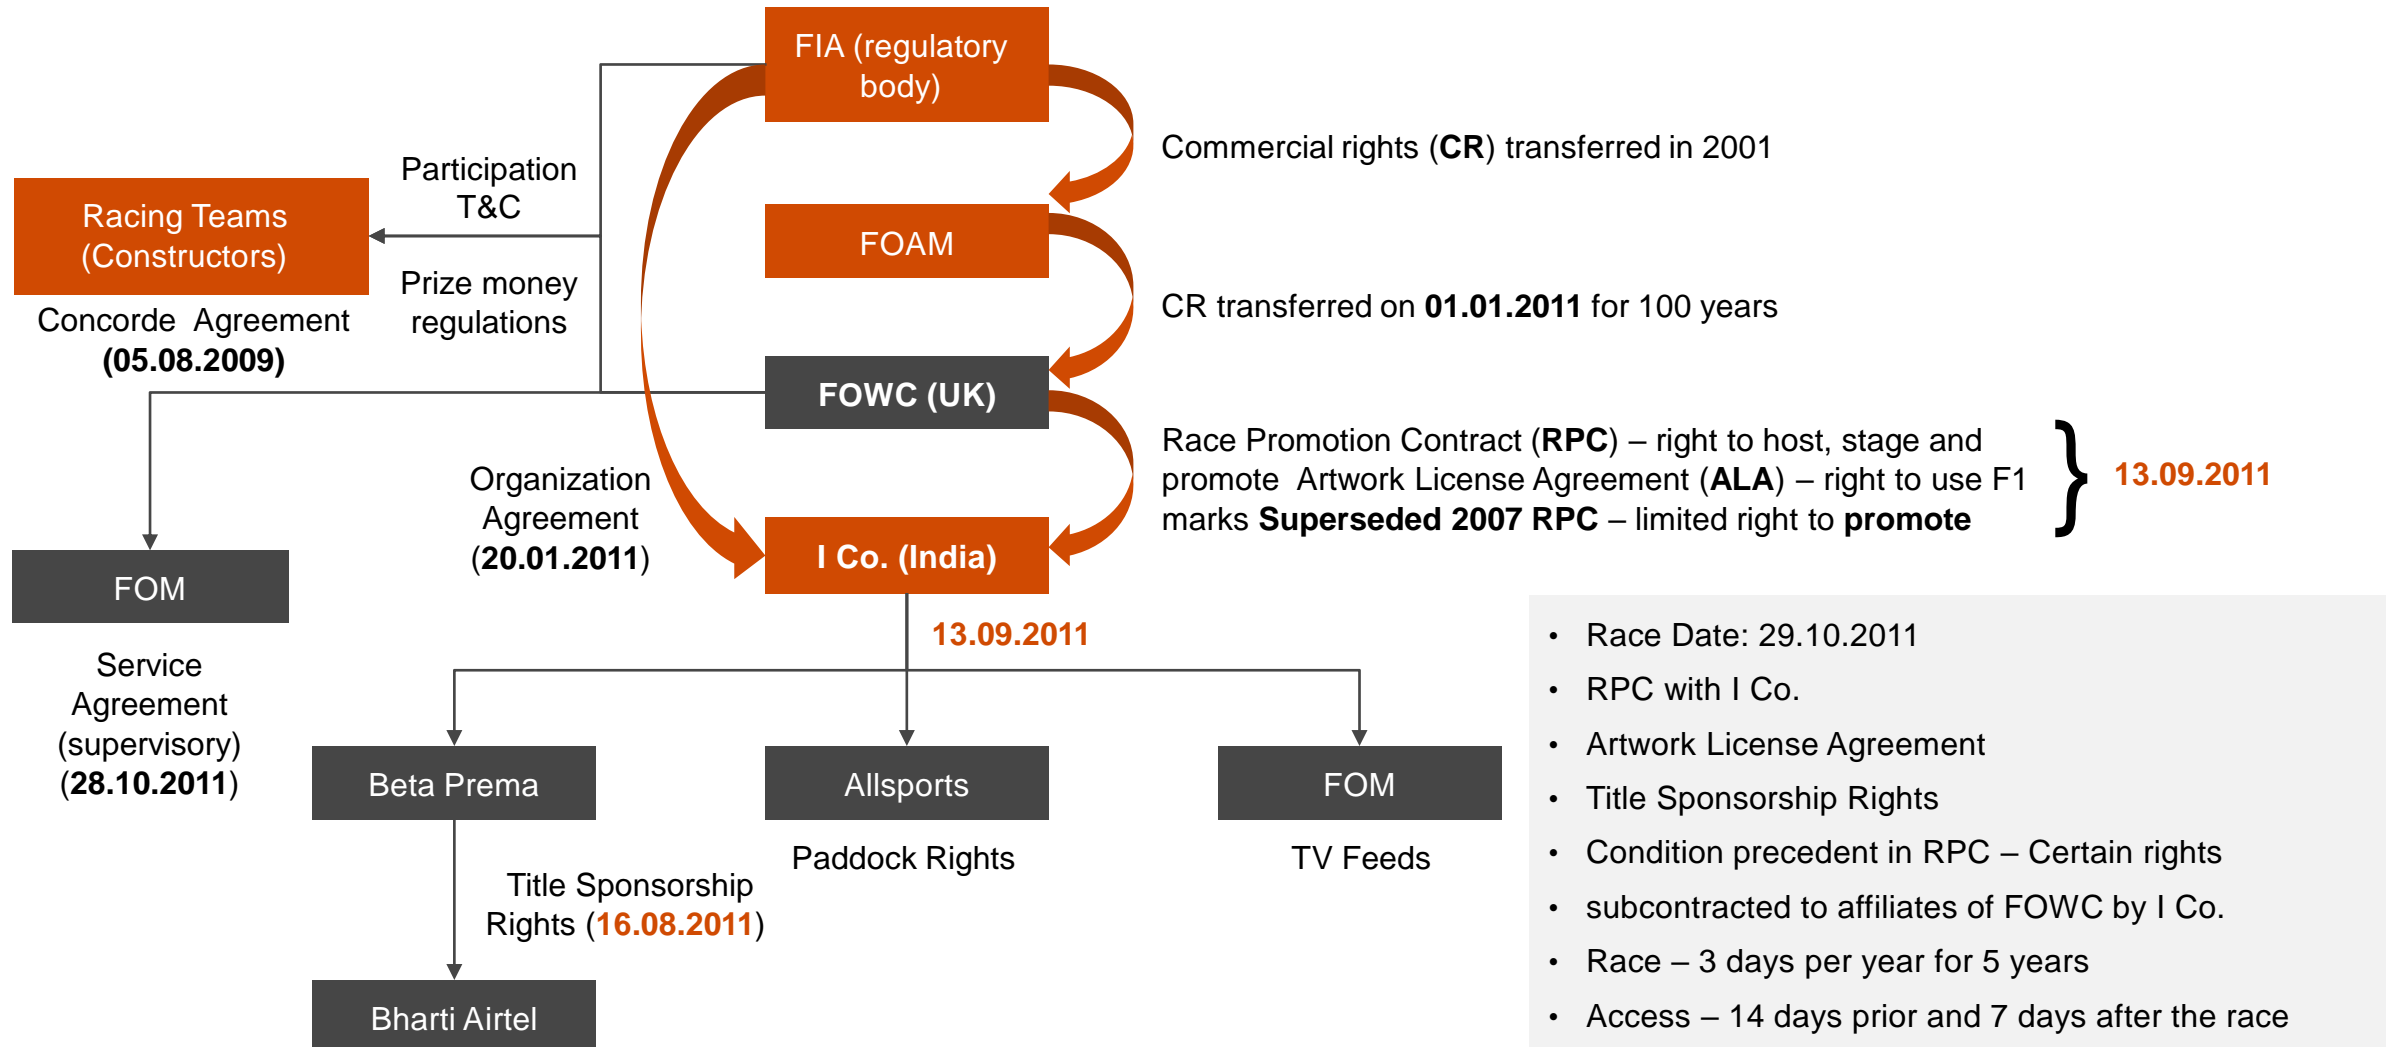 FIA (regulatory
body)
Commercial rights (CR) transferred in 2001
Participation
T&C
Racing Teams
(Constructors)
FOAM
Prize money
regulations
Concorde Agreement
(05.08.2009)
CR transferred on 01.01.2011 for 100 years
FOWC (UK)
Race Promotion Contract (RPC) – right to host, stage and
promote Artwork License Agreement (ALA) – right to use F1
marks Superseded 2007 RPC – limited right to promote
} 13.09.2011
Organization
Agreement
(20.01.2011)
I Co. (India)
FOM
Service
Agreement
(supervisory)
(28.10.2011)
13.09.2011
Beta Prema
Allsports
FOM
Paddock Rights
TV Feeds
Title Sponsorship
Rights (16.08.2011)
Bharti Airtel
• Race Date: 29.10.2011
• RPC with I Co.
• Artwork License Agreement
• Title Sponsorship Rights
• Condition precedent in RPC – Certain rights
• subcontracted to affiliates of FOWC by I Co.
• Race – 3 days per year for 5 years
• Access – 14 days prior and 7 days after the race